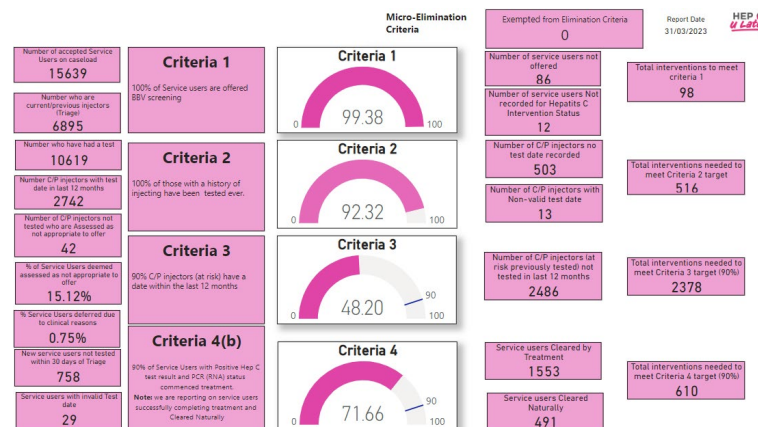 Micro-Elimination
Criteria
Exempted from Elimination Criteria
0
Report Date
31/03/2023
HEP
Number of accepted Service
Users on caseload
15639
Number who are
current/previous injectors
(Triage)
6895
Number who have had a test
10619
Number C/P injectors with test
date in last 12 months
2742
Number of C/P injectors not
tested who are Assessed as
not appropriate to offer
42
% of Service Users deemed
assessed as not appropriate to
offer
15.12%
% Service Users deferred due
to clinical reasons
0.75%
New service users not tested
within 30 days of Triage
758
Service users with invalid Test
date
29
Criteria 1
100% of Service users are offered
BBV screening
Criteria 2
100% of those with a history of
injecting have been tested ever.
Criteria 3
90% C/P injectors (at risk) have a
date within the last 12 months
Criteria 4(b)
90% of Service Users with Positive Hep C
test result and PCR (RNA) status
commenced treatment.
Note: we are reporting on service users
successfully completing treatment and
Cleared Naturally
Criteria 1
99.38
0
100
Criteria 2
92.32
0
100
Criteria 3
48.20
90
0
100
Criteria 4
71.66
90
0
100
Number of service users not
offered
86
Number of service users Not
recorded for Hepatits C
Intervention Status
12
Number of C/P injectors no
test date recorded
503
Number of C/P injectors with
Non-valid test date
13
Number of C/P injectors (at
risk previously tested) not
tested in last 12 months
2486
Service users Cleared by
Treatment
1553
Service users Cleared
Naturally
491
Total interventions to meet
criteria 1
98
Total interventions needed to
meet Criteria 2 target
516
Total interventions needed to
meet Criteria 3 target (90%)
2378
Total interventions needed to
meet Criteria 4 target (90%)
610